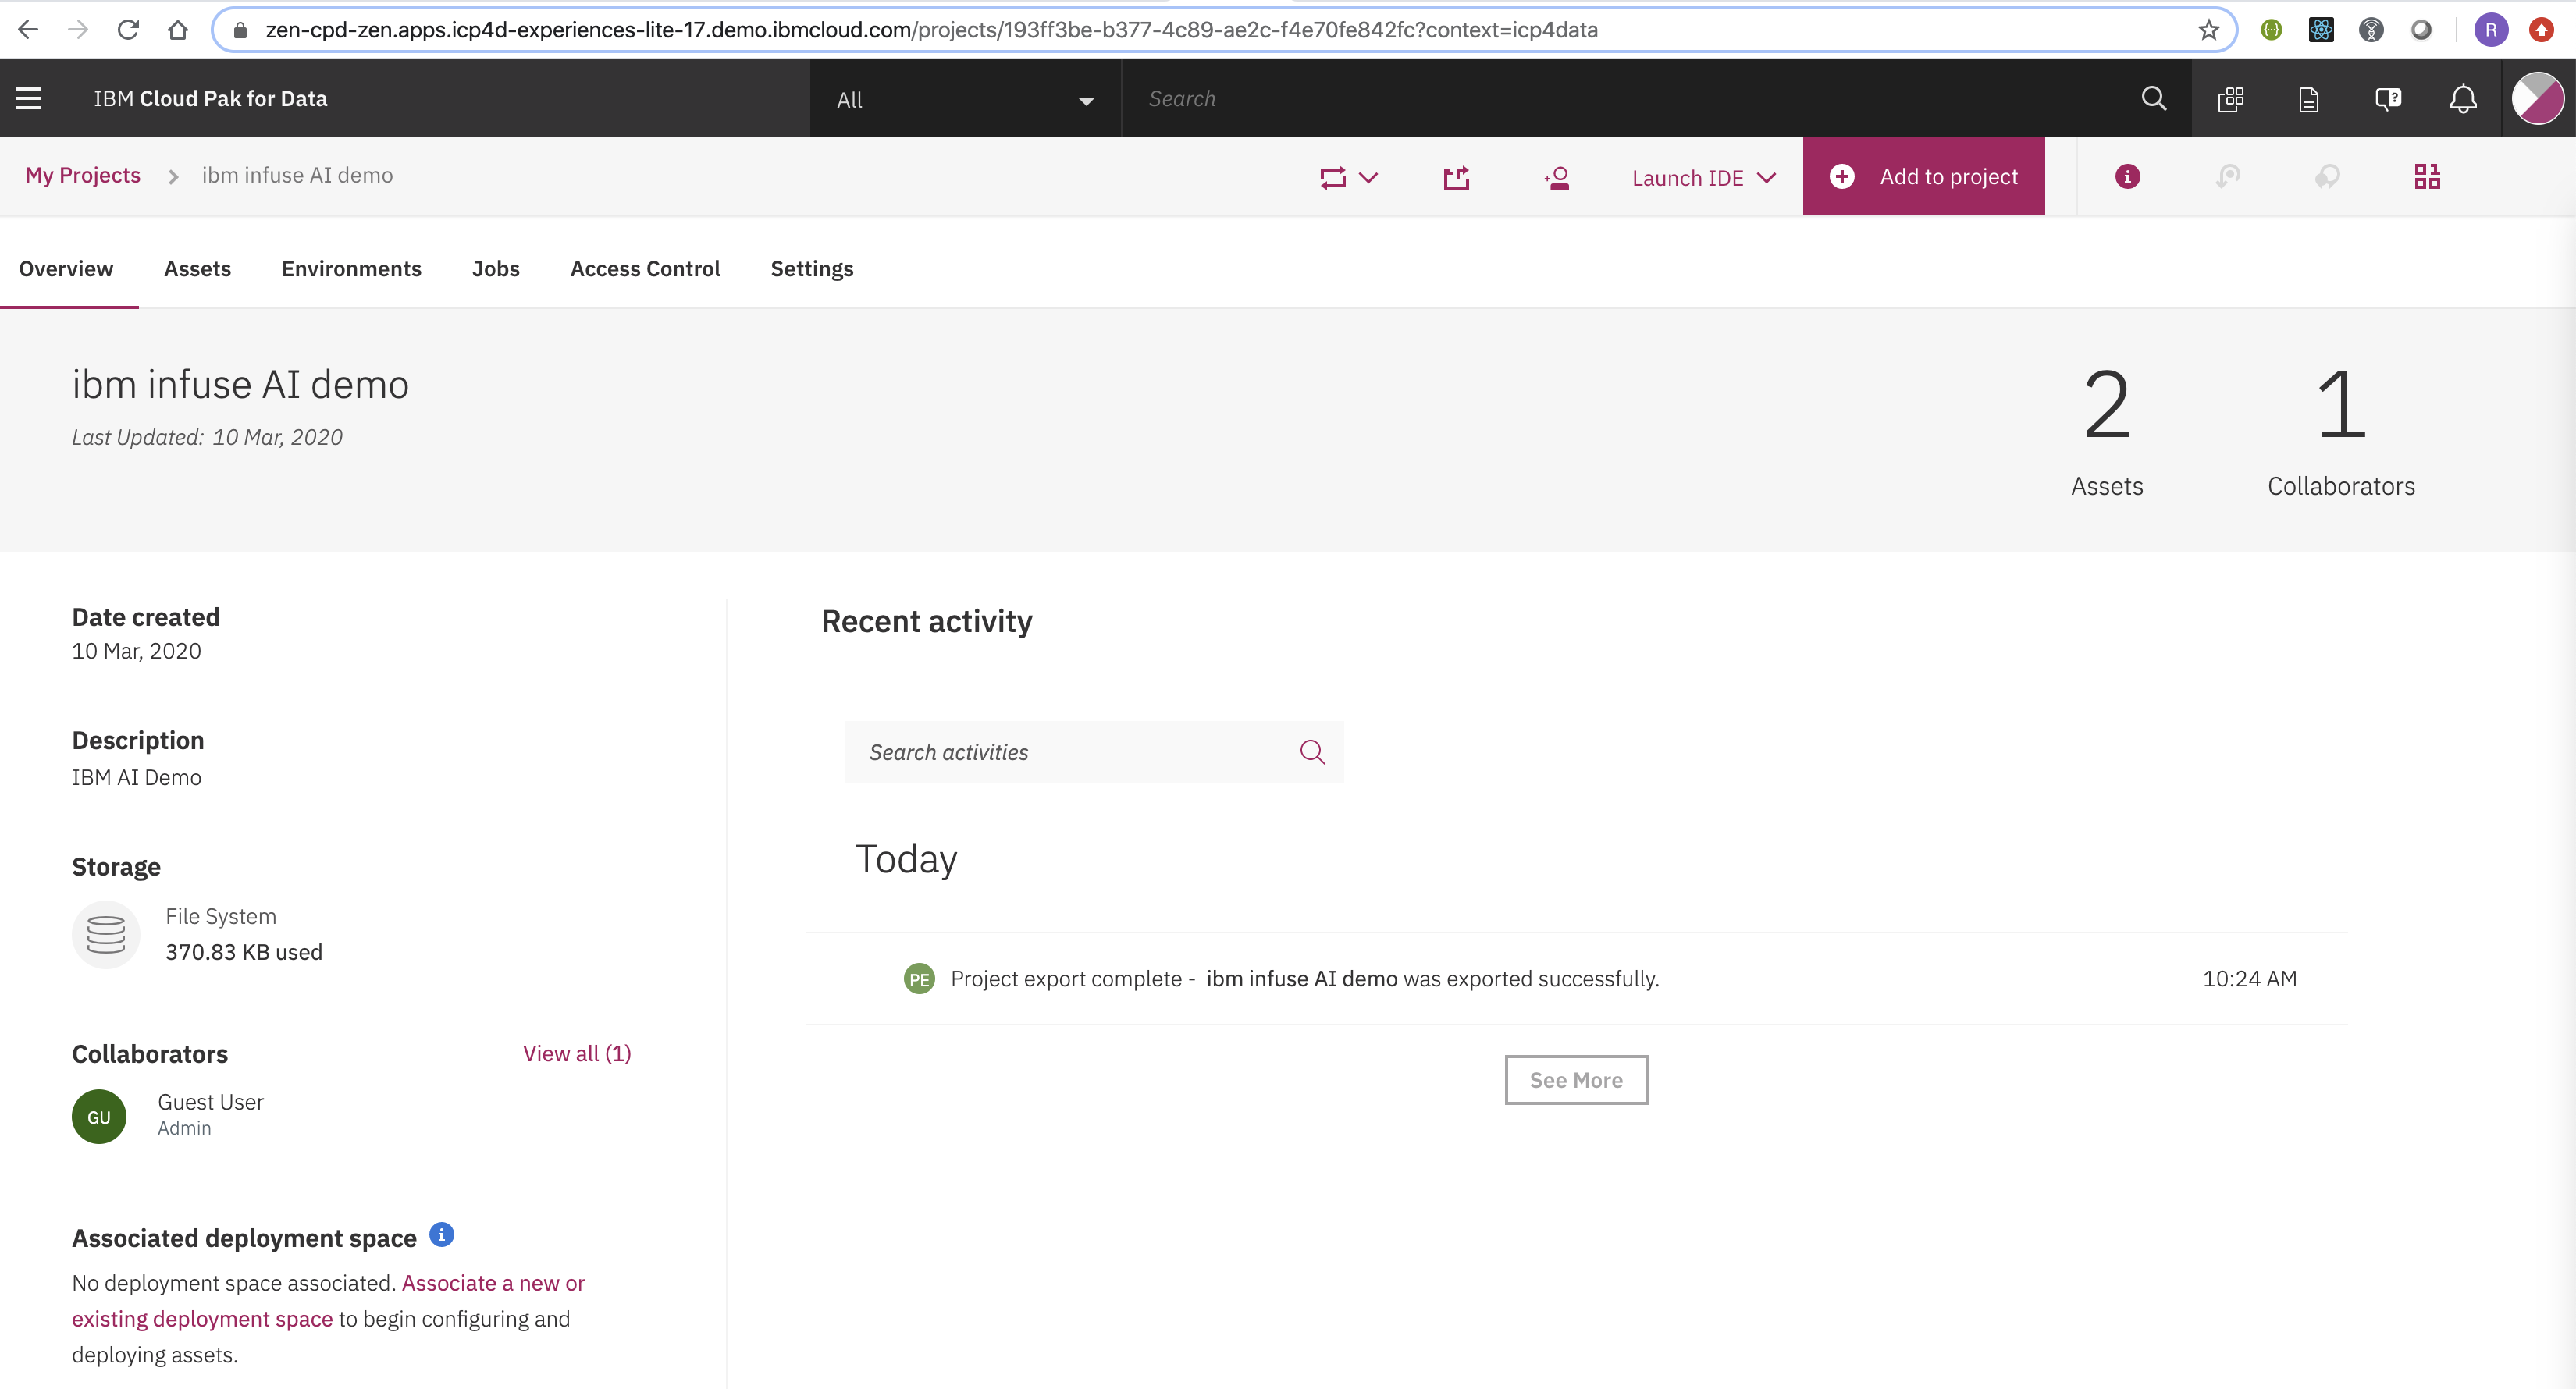 zen-cpd-zen.apps.icp4d-experiences-lite-17.demo.ibmcloud.com/projects/193ff3be-b377-4c89-ae2c-f4e70fe842fc?context=icp4data
R
IBM Cloud Pak for Data
All
Search
My Projects
ibm infuse AI demo
Launch IDE
Add to project
Overview
Assets
Environments
Jobs
Access Control
Settings
ibm infuse AI demo
Last Updated: 10 Mar, 2020
2
Assets
1
Collaborators
Date created
10 Mar, 2020
Description
IBM AI Demo
Storage
File System
370.83 KB used
Collaborators
View all (1)
GU
Guest User
Admin
Associated deployment space
No deployment space associated. Associate a new or
existing deployment space to begin configuring and
deploying assets.
Recent activity
Search activities
Today
PE
Project export complete - ibm infuse AI demo was exported successfully.
10:24 AM
See More